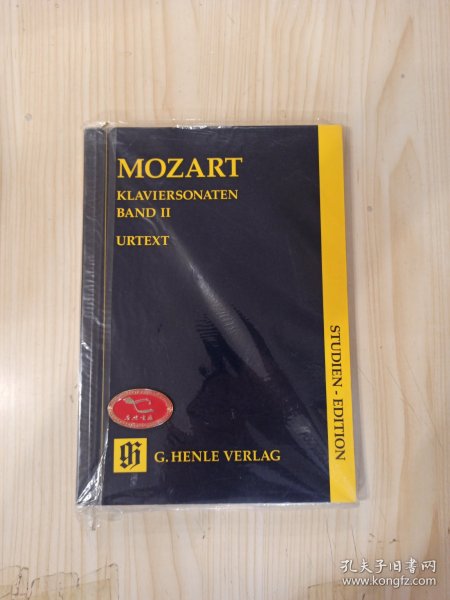 MOZART
KLAVIERSONATEN
BAND II
URTEXT
STUDIEN - EDITION
G. HENLE VERLAG
孔夫子旧书网
www.kongfz.com